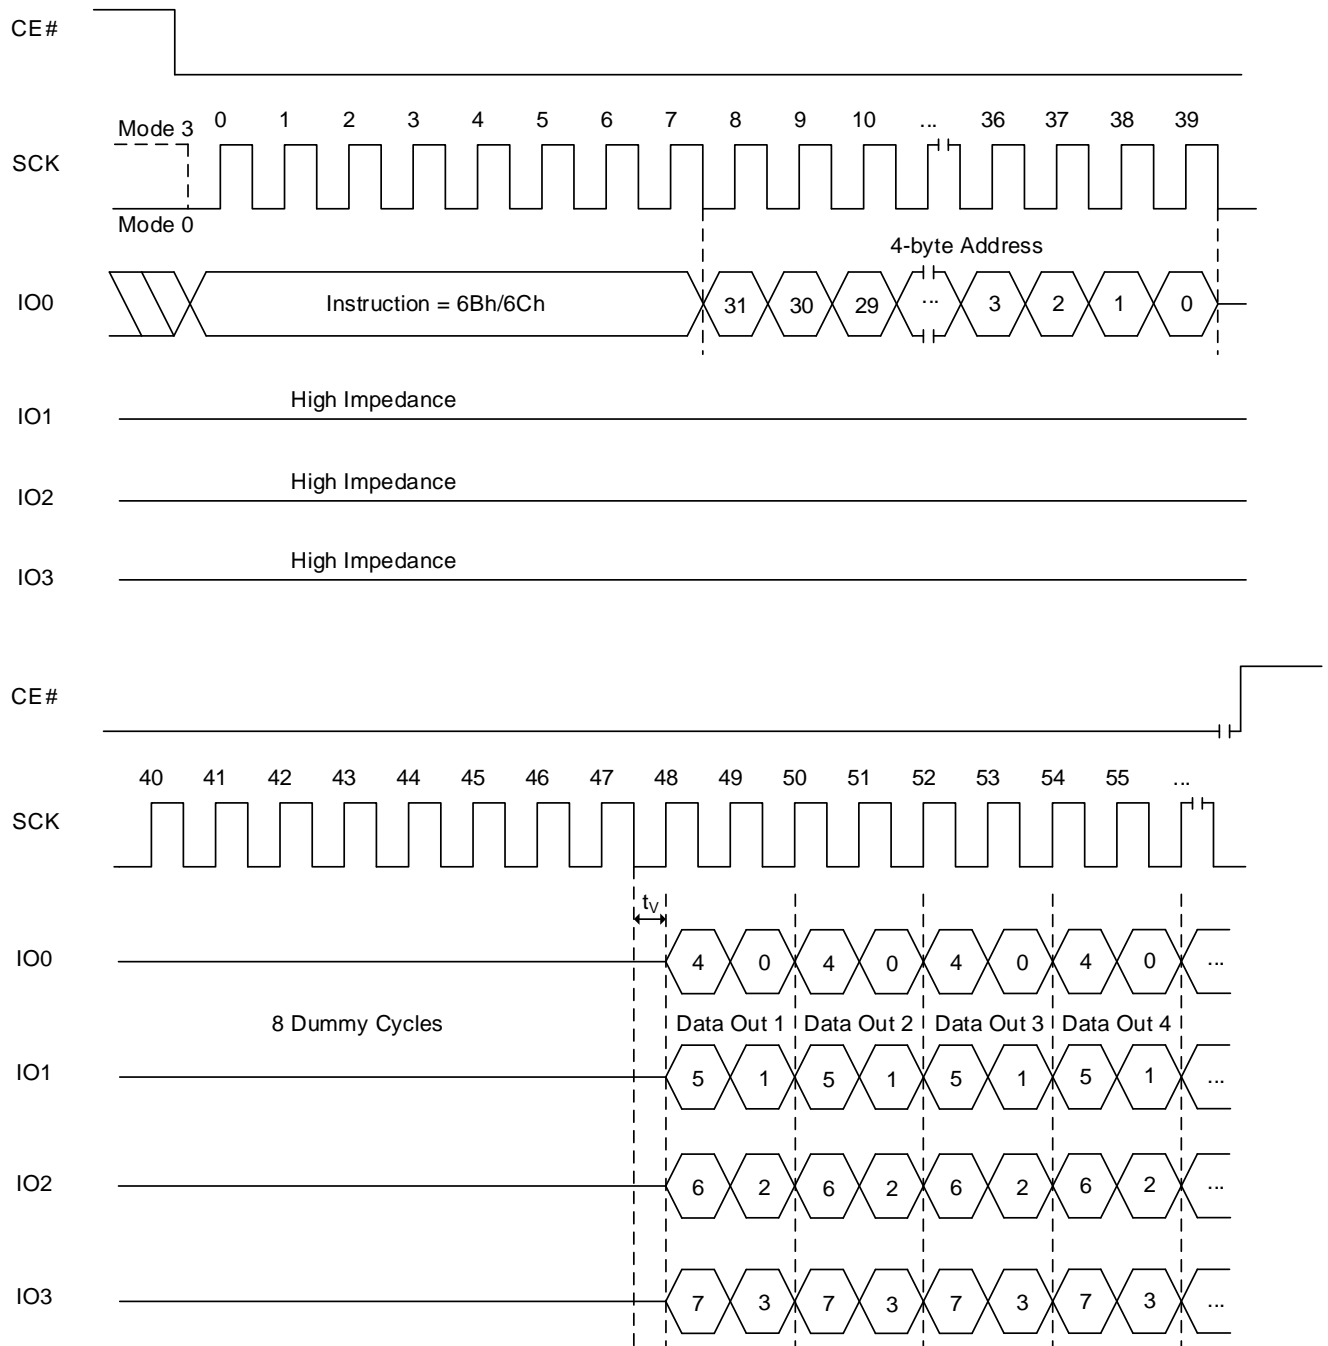 CE#
Mode 3 0 1 2 3 4 5 6 7 8 9 10 ... 36 37 38 39
SCK
Mode 0
4-byte Address
IO0 Instruction = 6Bh/6Ch 31 30 29 ... 3 2 1 0
High Impedance
IO1
High Impedance
IO2
High Impedance
IO3
CE#
40 41 42 43 44 45 46 47 48 49 50 51 52 53 54 55 ...
SCK
tV
IO0 4 0 4 0 4 0 4 0 ...
8 Dummy Cycles Data Out 1 Data Out 2 Data Out 3 Data Out 4
IO1 5 1 5 1 5 1 5 1 ...
IO2 6 2 6 2 6 2 6 2 ...
IO3 7 3 7 3 7 3 7 3 ...